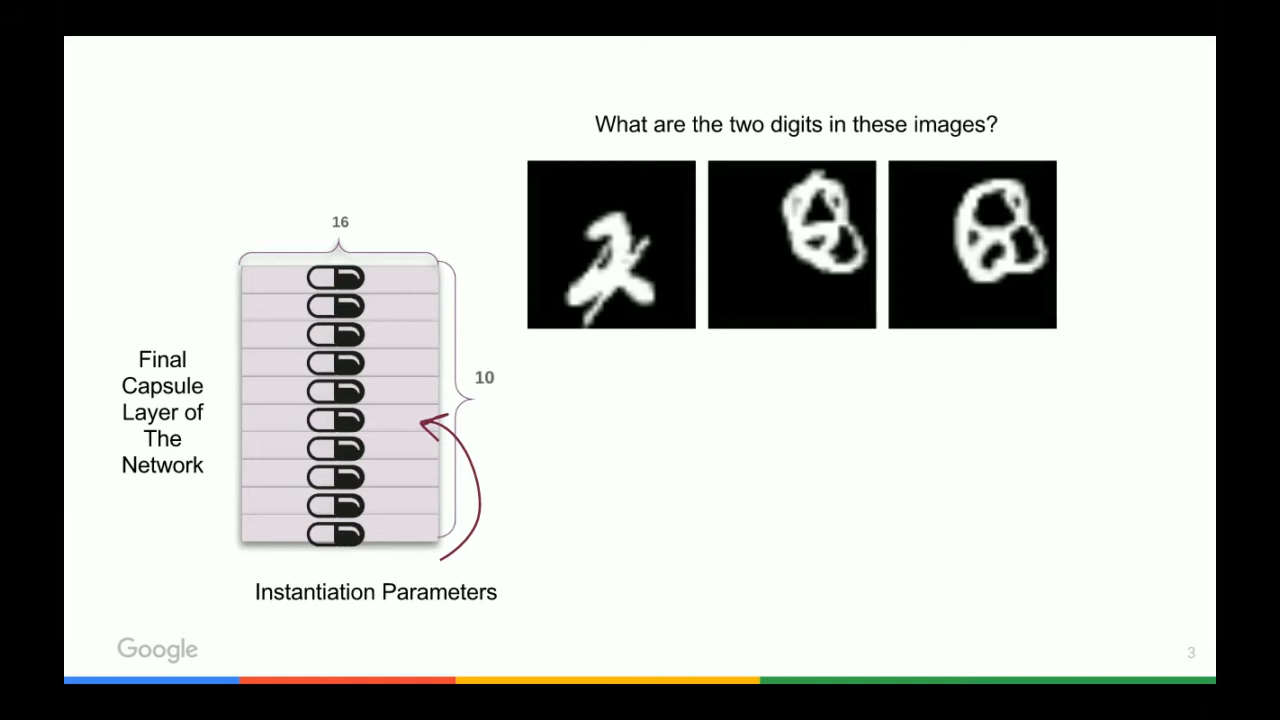 What are the two digits in these images?
16
10
Final
Capsule
Layer of
The
Network
Instantiation Parameters
Google
3